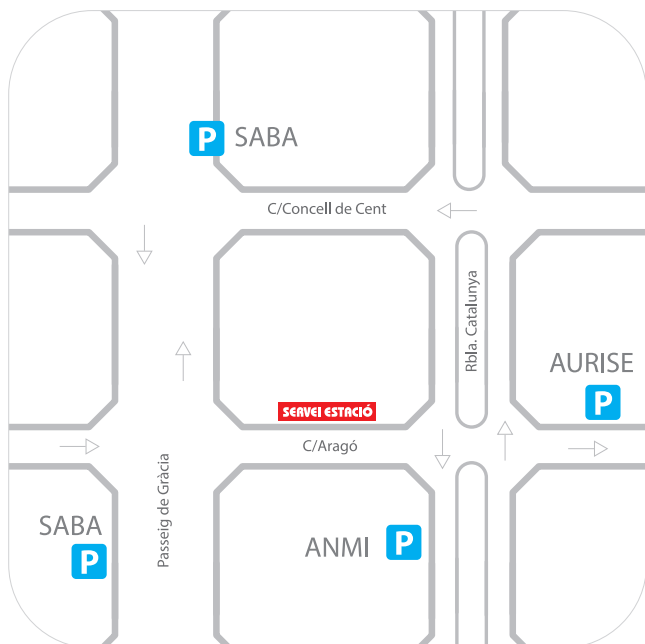 P SABA
C/Concell de Cent
Rbla. Catalunya
AURISE
P
SERVEI ESTACIÓ
C/Aragó
Passeig de Gràcia
SABA
P
ANMI P